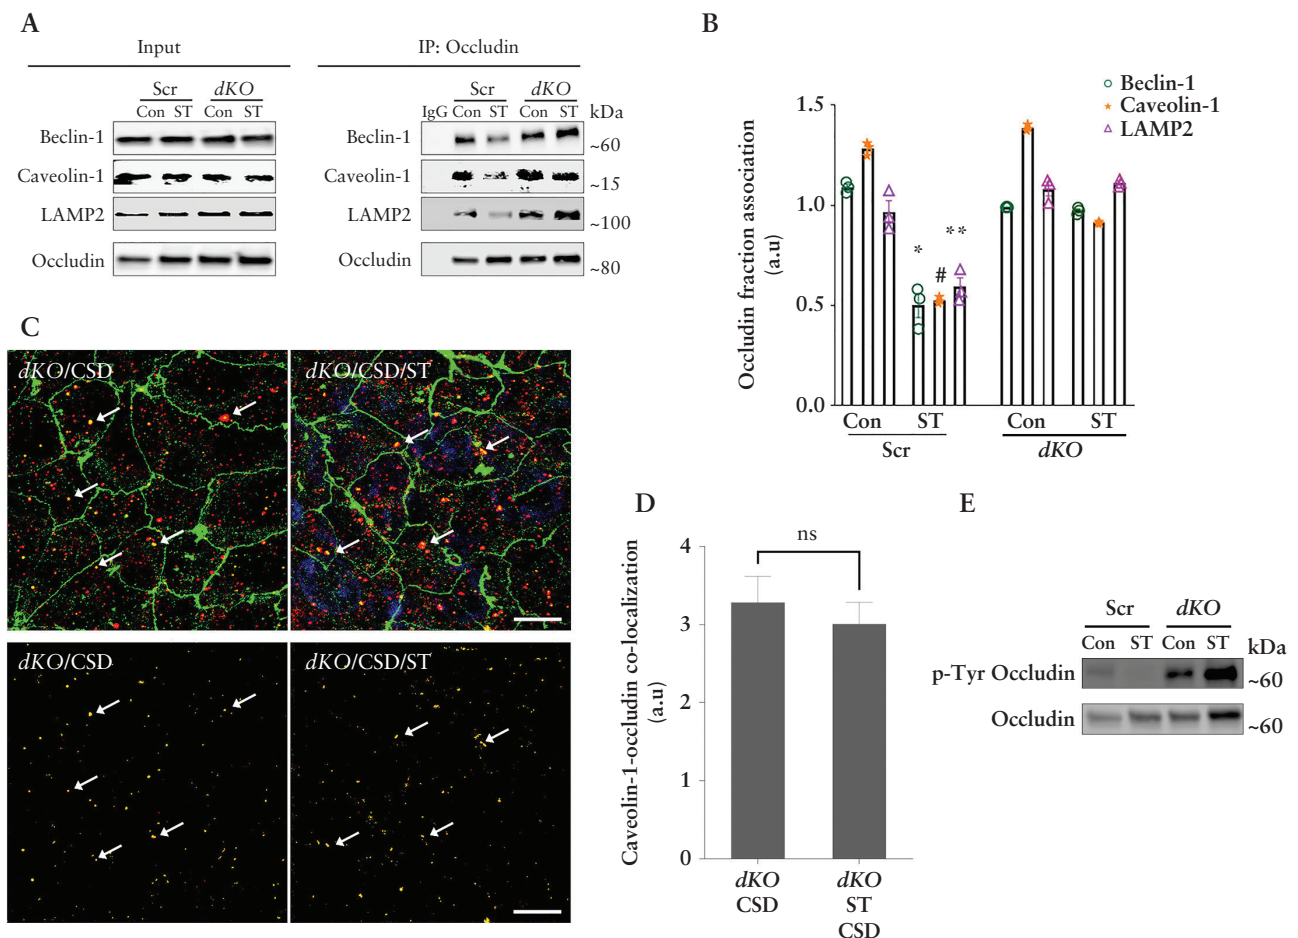 A
Input
IP: Occludin
Scr
dKO
Scr
dKO
Con ST Con ST
IgG Con ST Con ST kDa
Beclin-1
Beclin-1
~60
Caveolin-1
Caveolin-1
~15
LAMP2
LAMP2
~100
Occludin
Occludin
~80
B
Beclin-1
Caveolin-1
LAMP2
Occludin fraction association
(a.u)
1.5
1.0
0.5
0.0
*
#
**
Con ST Con ST
Scr dKO
C
dKO/CSD
dKO/CSD/ST
dKO/CSD
dKO/CSD/ST
D
Caveolin-1-occludin co-localization
(a.u)
ns
4
3
2
1
0
dKO
CSD
dKO
ST
CSD
E
Scr dKO
Con ST Con ST kDa
p-Tyr Occludin ~60
Occludin ~60